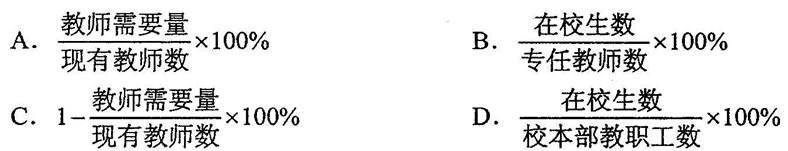 A. 教师需要量/现有教师数×100% B. 在校生数/专任教师数×100%
C. 1-教师需要量/现有教师数×100% D. 在校生数/校本部教职工数×100%